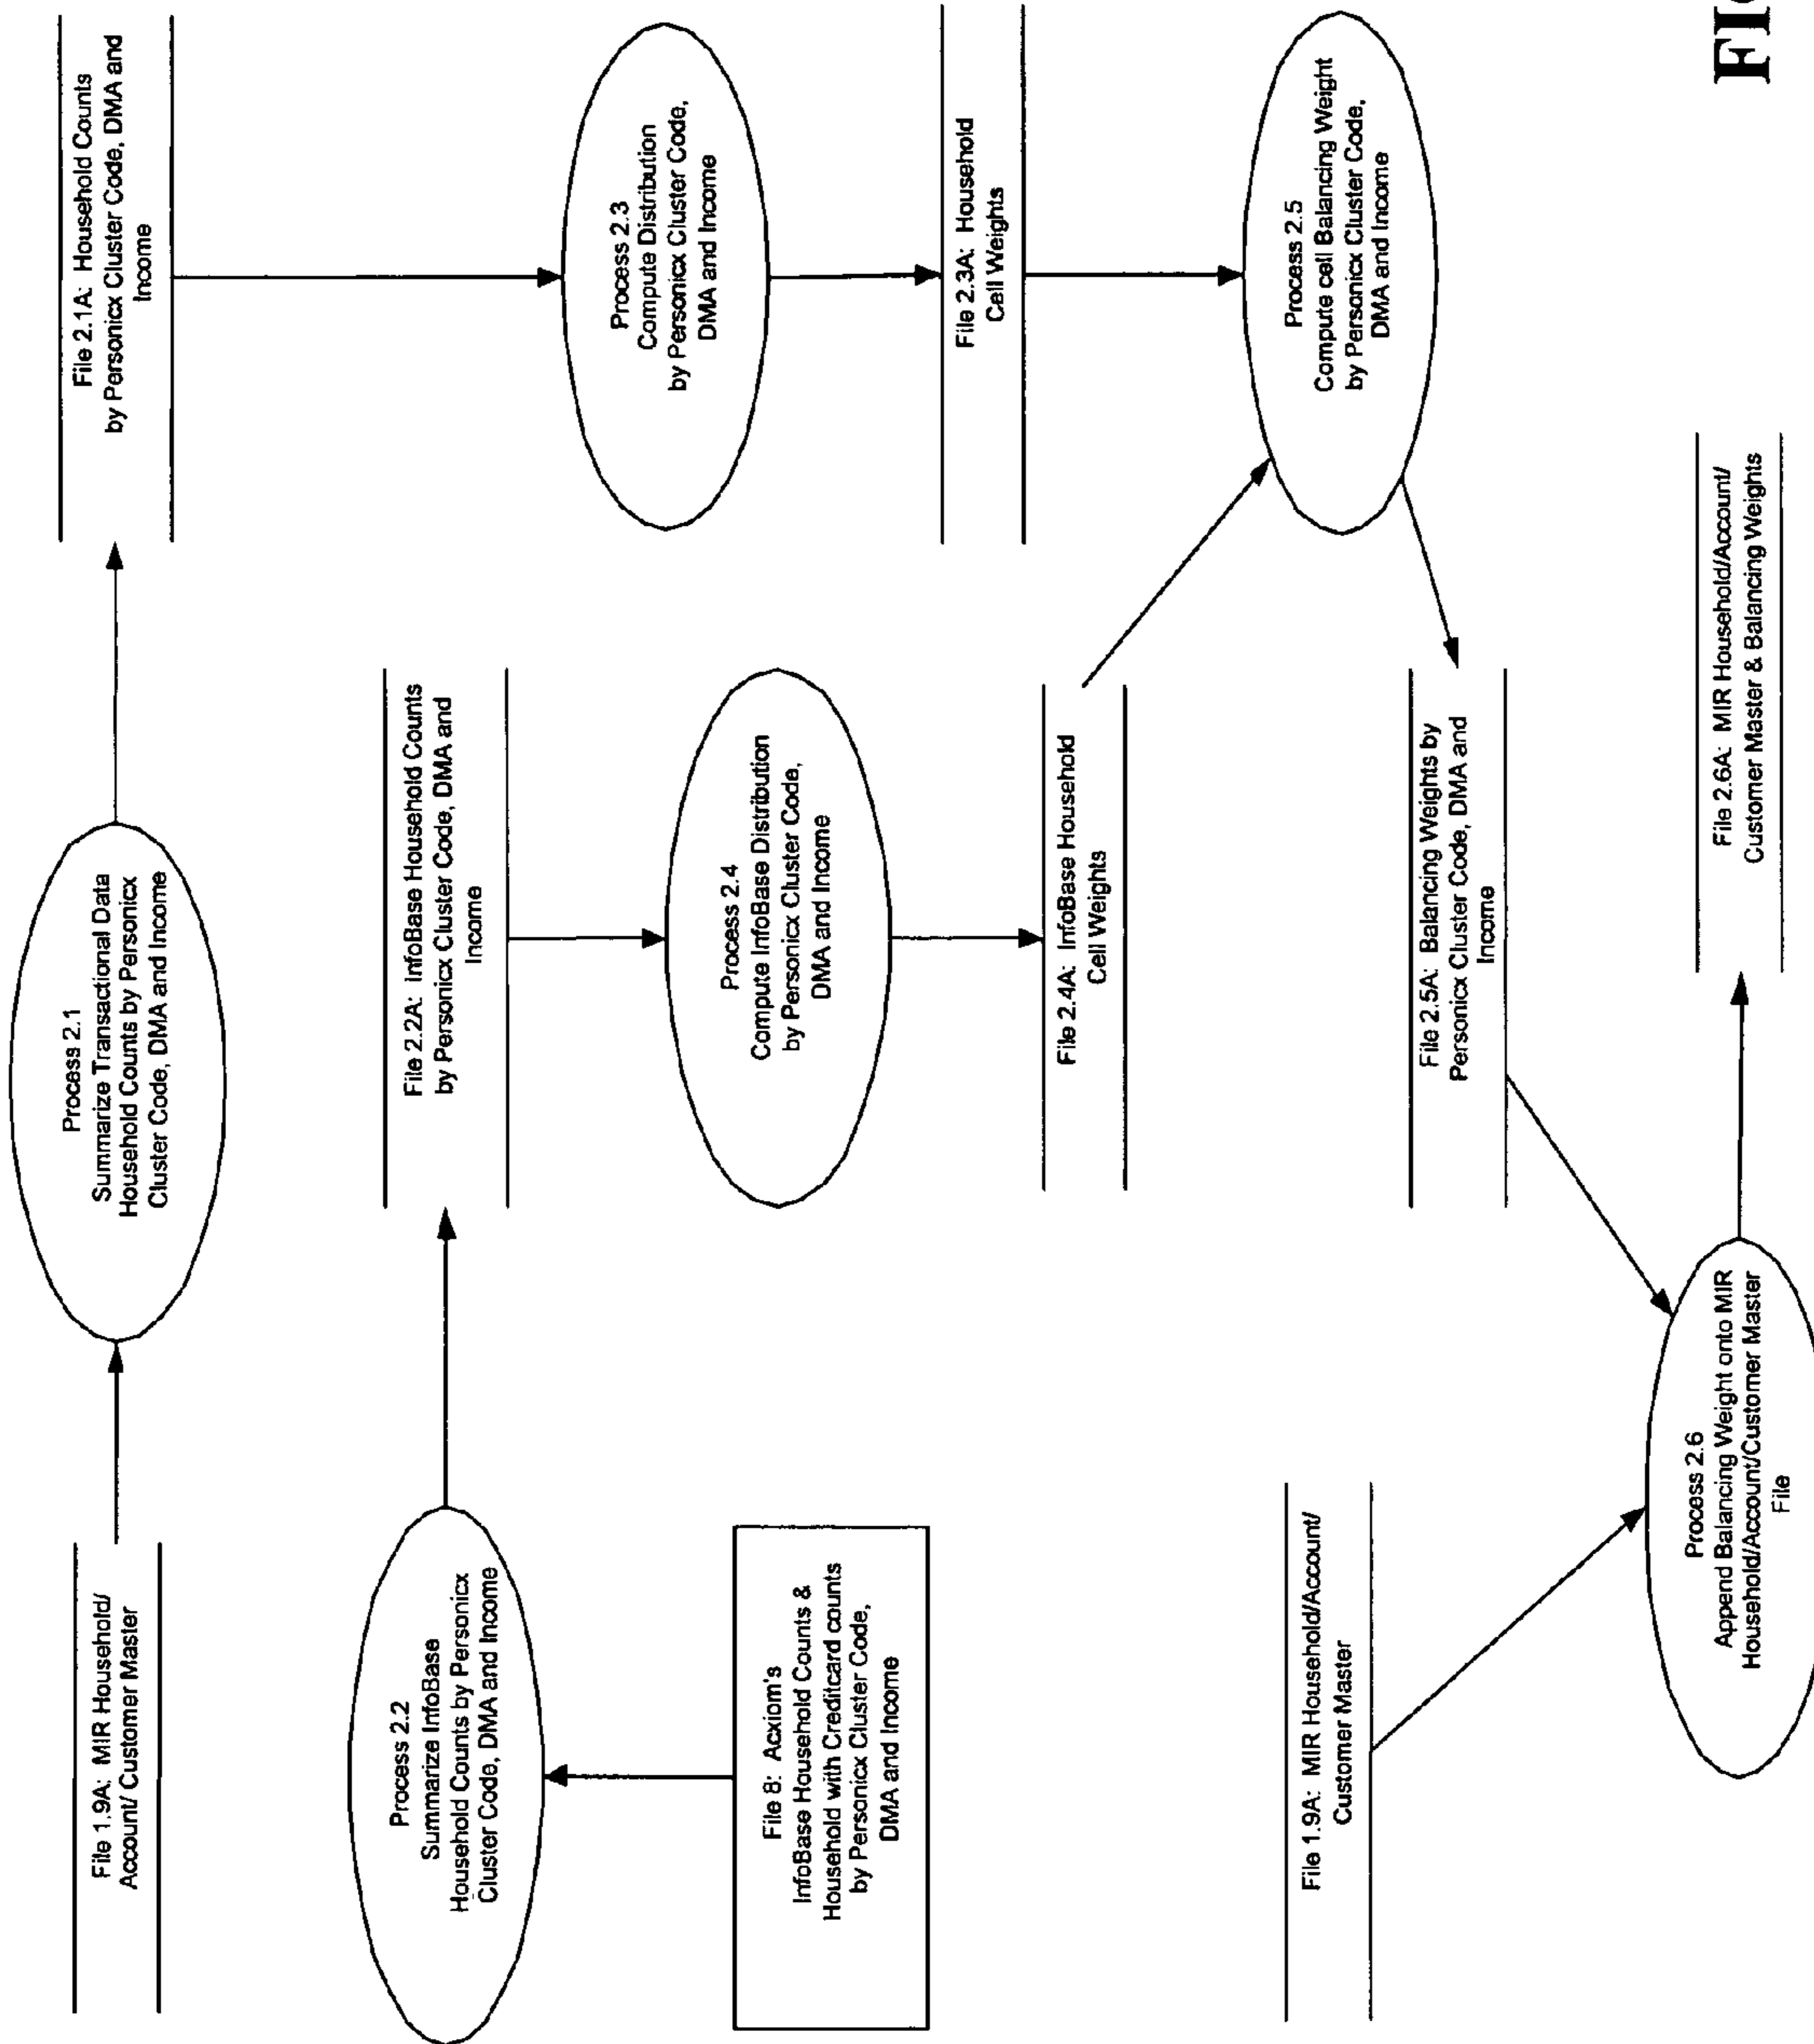 File 1.9A: MIR Household/
Account/ Customer Master
Process 2.1
Summarize Transactional Data
Household Counts by Personicx
Cluster Code, DMA and Income
File 2.1A: Household Counts
by Personicx Cluster Code, DMA and
Income
Process 2.2
Summarize InfoBase
Household Counts by Personicx
Cluster Code, DMA and Income
File 2.2A: InfoBase Household Counts
by Personicx Cluster Code, DMA and
Income
Process 2.3
Compute Distribution
by Personicx Cluster Code,
DMA and Income
File 8: Acxiom's
InfoBase Household Counts &
Household with Creditcard counts
by Personicx Cluster Code,
DMA and Income
Process 2.4
Compute InfoBase Distribution
by Personicx Cluster Code,
DMA and Income
File 2.3A: Household
Cell Weights
File 2.4A: InfoBase Household
Cell Weights
Process 2.5
Compute cell Balancing Weight
by Personicx Cluster Code,
DMA and Income
File 1.9A: MIR Household/Account/
Customer Master
File 2.5A: Balancing Weights by
Personicx Cluster Code, DMA and
Income
Process 2.6
Append Balancing Weight onto MIR
Household/Account/Customer Master
File
File 2.6A: MIR Household/Account/
Customer Master & Balancing Weights